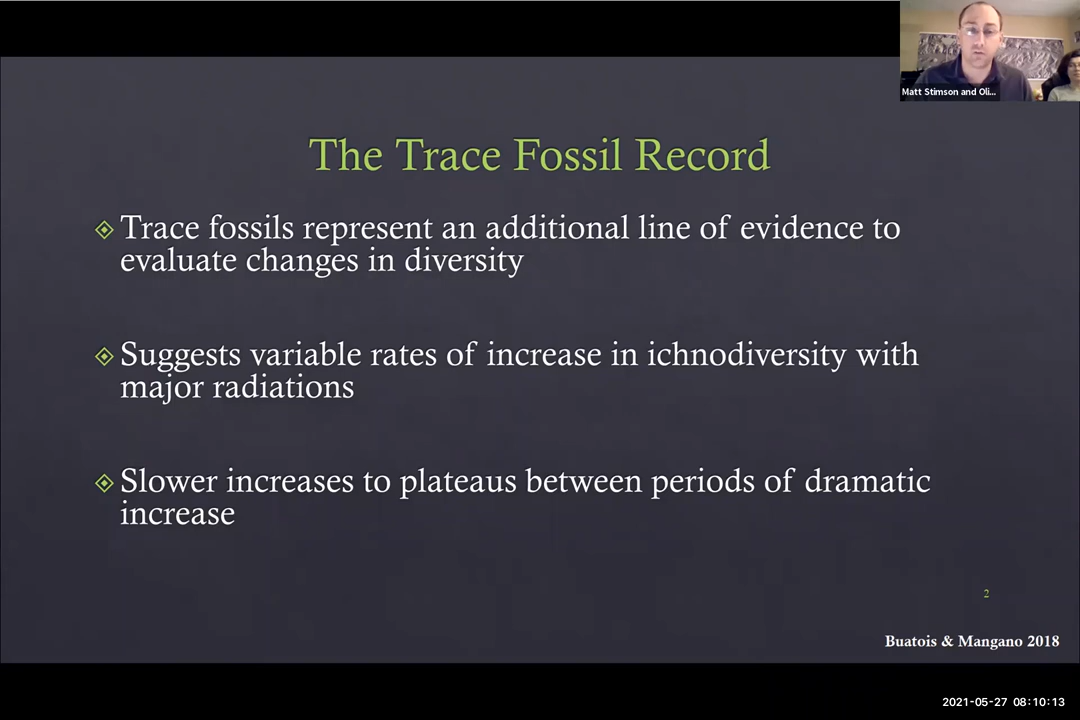 Matt Stimson and Oli...
The Trace Fossil Record
Trace fossils represent an additional line of evidence to
evaluate changes in diversity
Suggests variable rates of increase in ichnodiversity with
major radiations
Slower increases to plateaus between periods of dramatic
increase
2
Buatois & Mangano 2018
2021-05-27 08:10:13